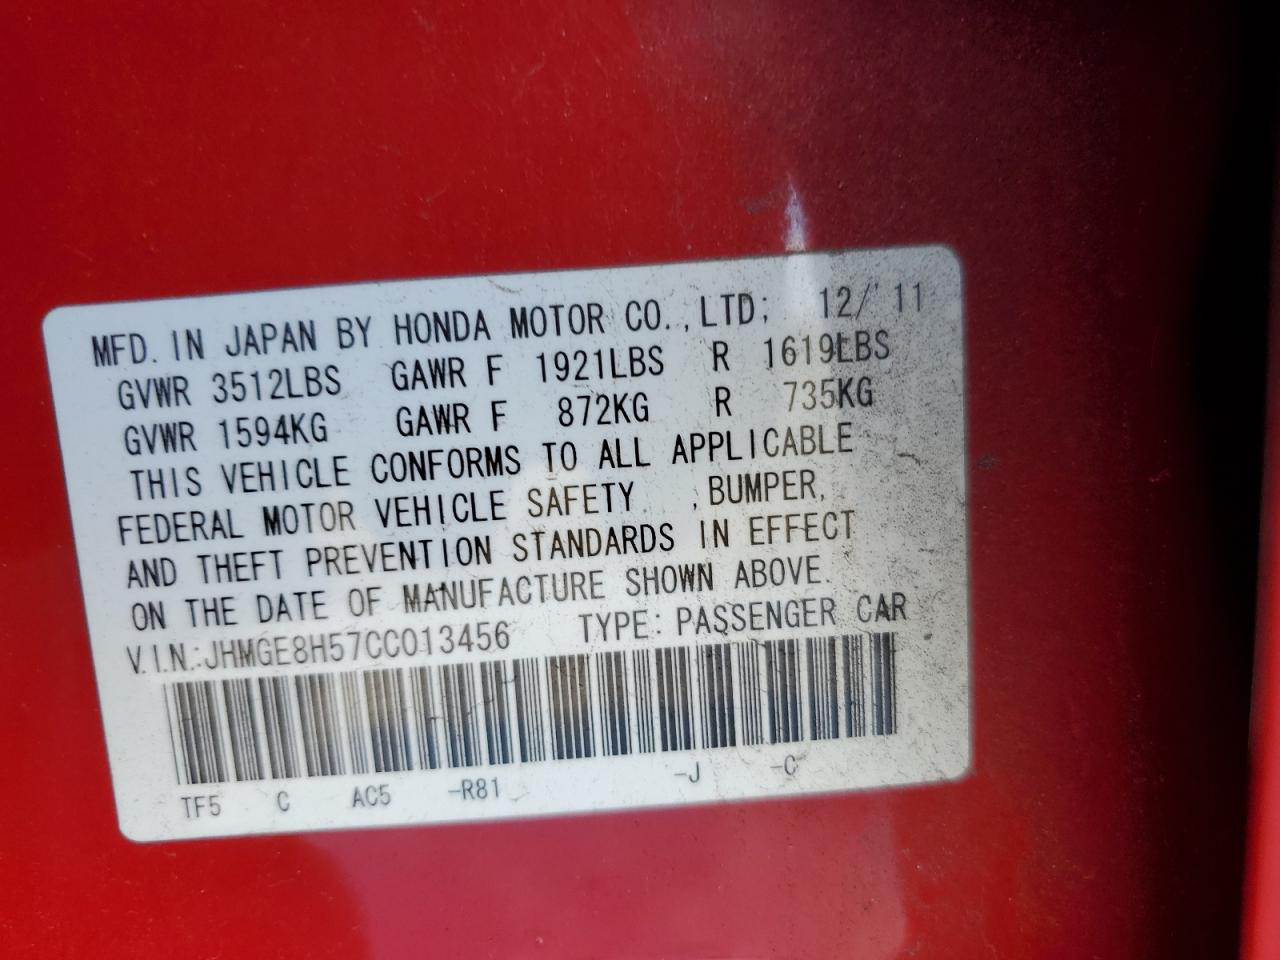 MFD. IN JAPAN BY HONDA MOTOR CO., LTD; 12/'11
GVWR 3512LBS GAWR F 1921LBS R 1619LBS
GVWR 1594KG GAWR F 872KG R 735KG
THIS VEHICLE CONFORMS TO ALL APPLICABLE
FEDERAL MOTOR VEHICLE SAFETY , BUMPER,
AND THEFT PREVENTION STANDARDS IN EFFECT
ON THE DATE OF MANUFACTURE SHOWN ABOVE.
V.I.N.:JHMGE8H57CC013456 TYPE: PASSENGER CAR
TF5 C AC5 -R81 -J -C